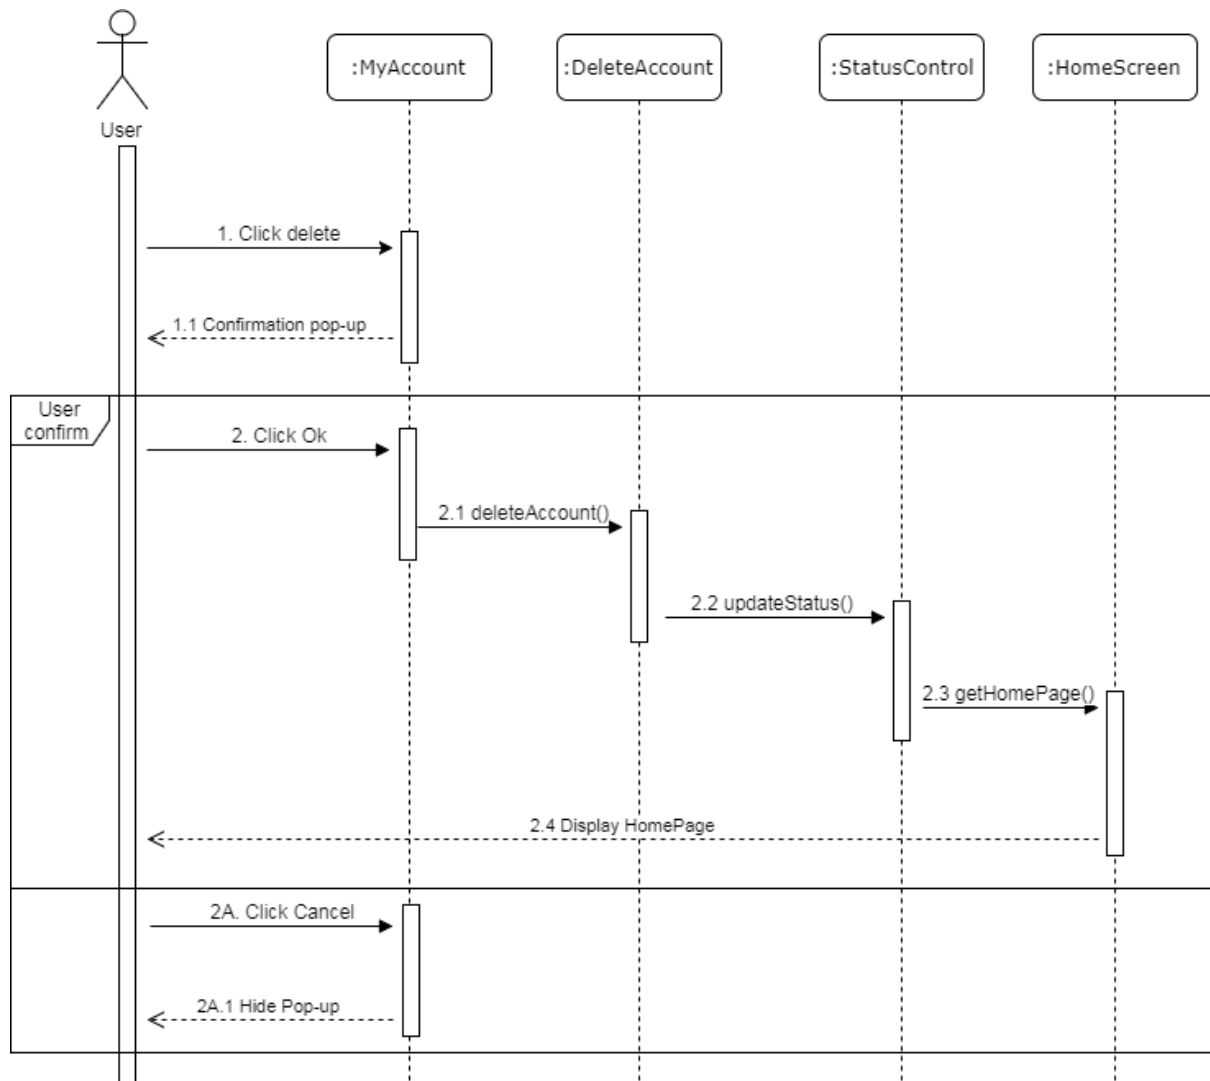 User
:MyAccount
:DeleteAccount
:StatusControl
:HomeScreen
1. Click delete
1.1 Confirmation pop-up
User
confirm
2. Click Ok
2.1 deleteAccount()
2.2 updateStatus()
2.3 getHomePage()
2.4 Display HomePage
2A. Click Cancel
2A.1 Hide Pop-up